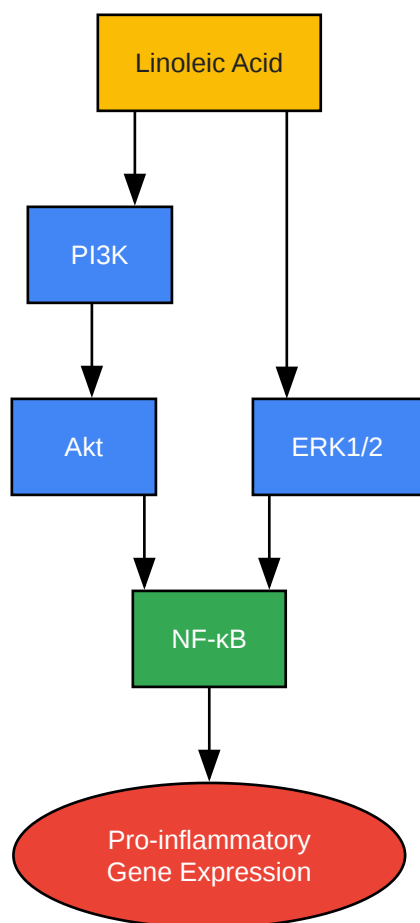 Linoleic Acid
PI3K
Akt
ERK1/2
NF-κB
Pro-inflammatory
Gene Expression